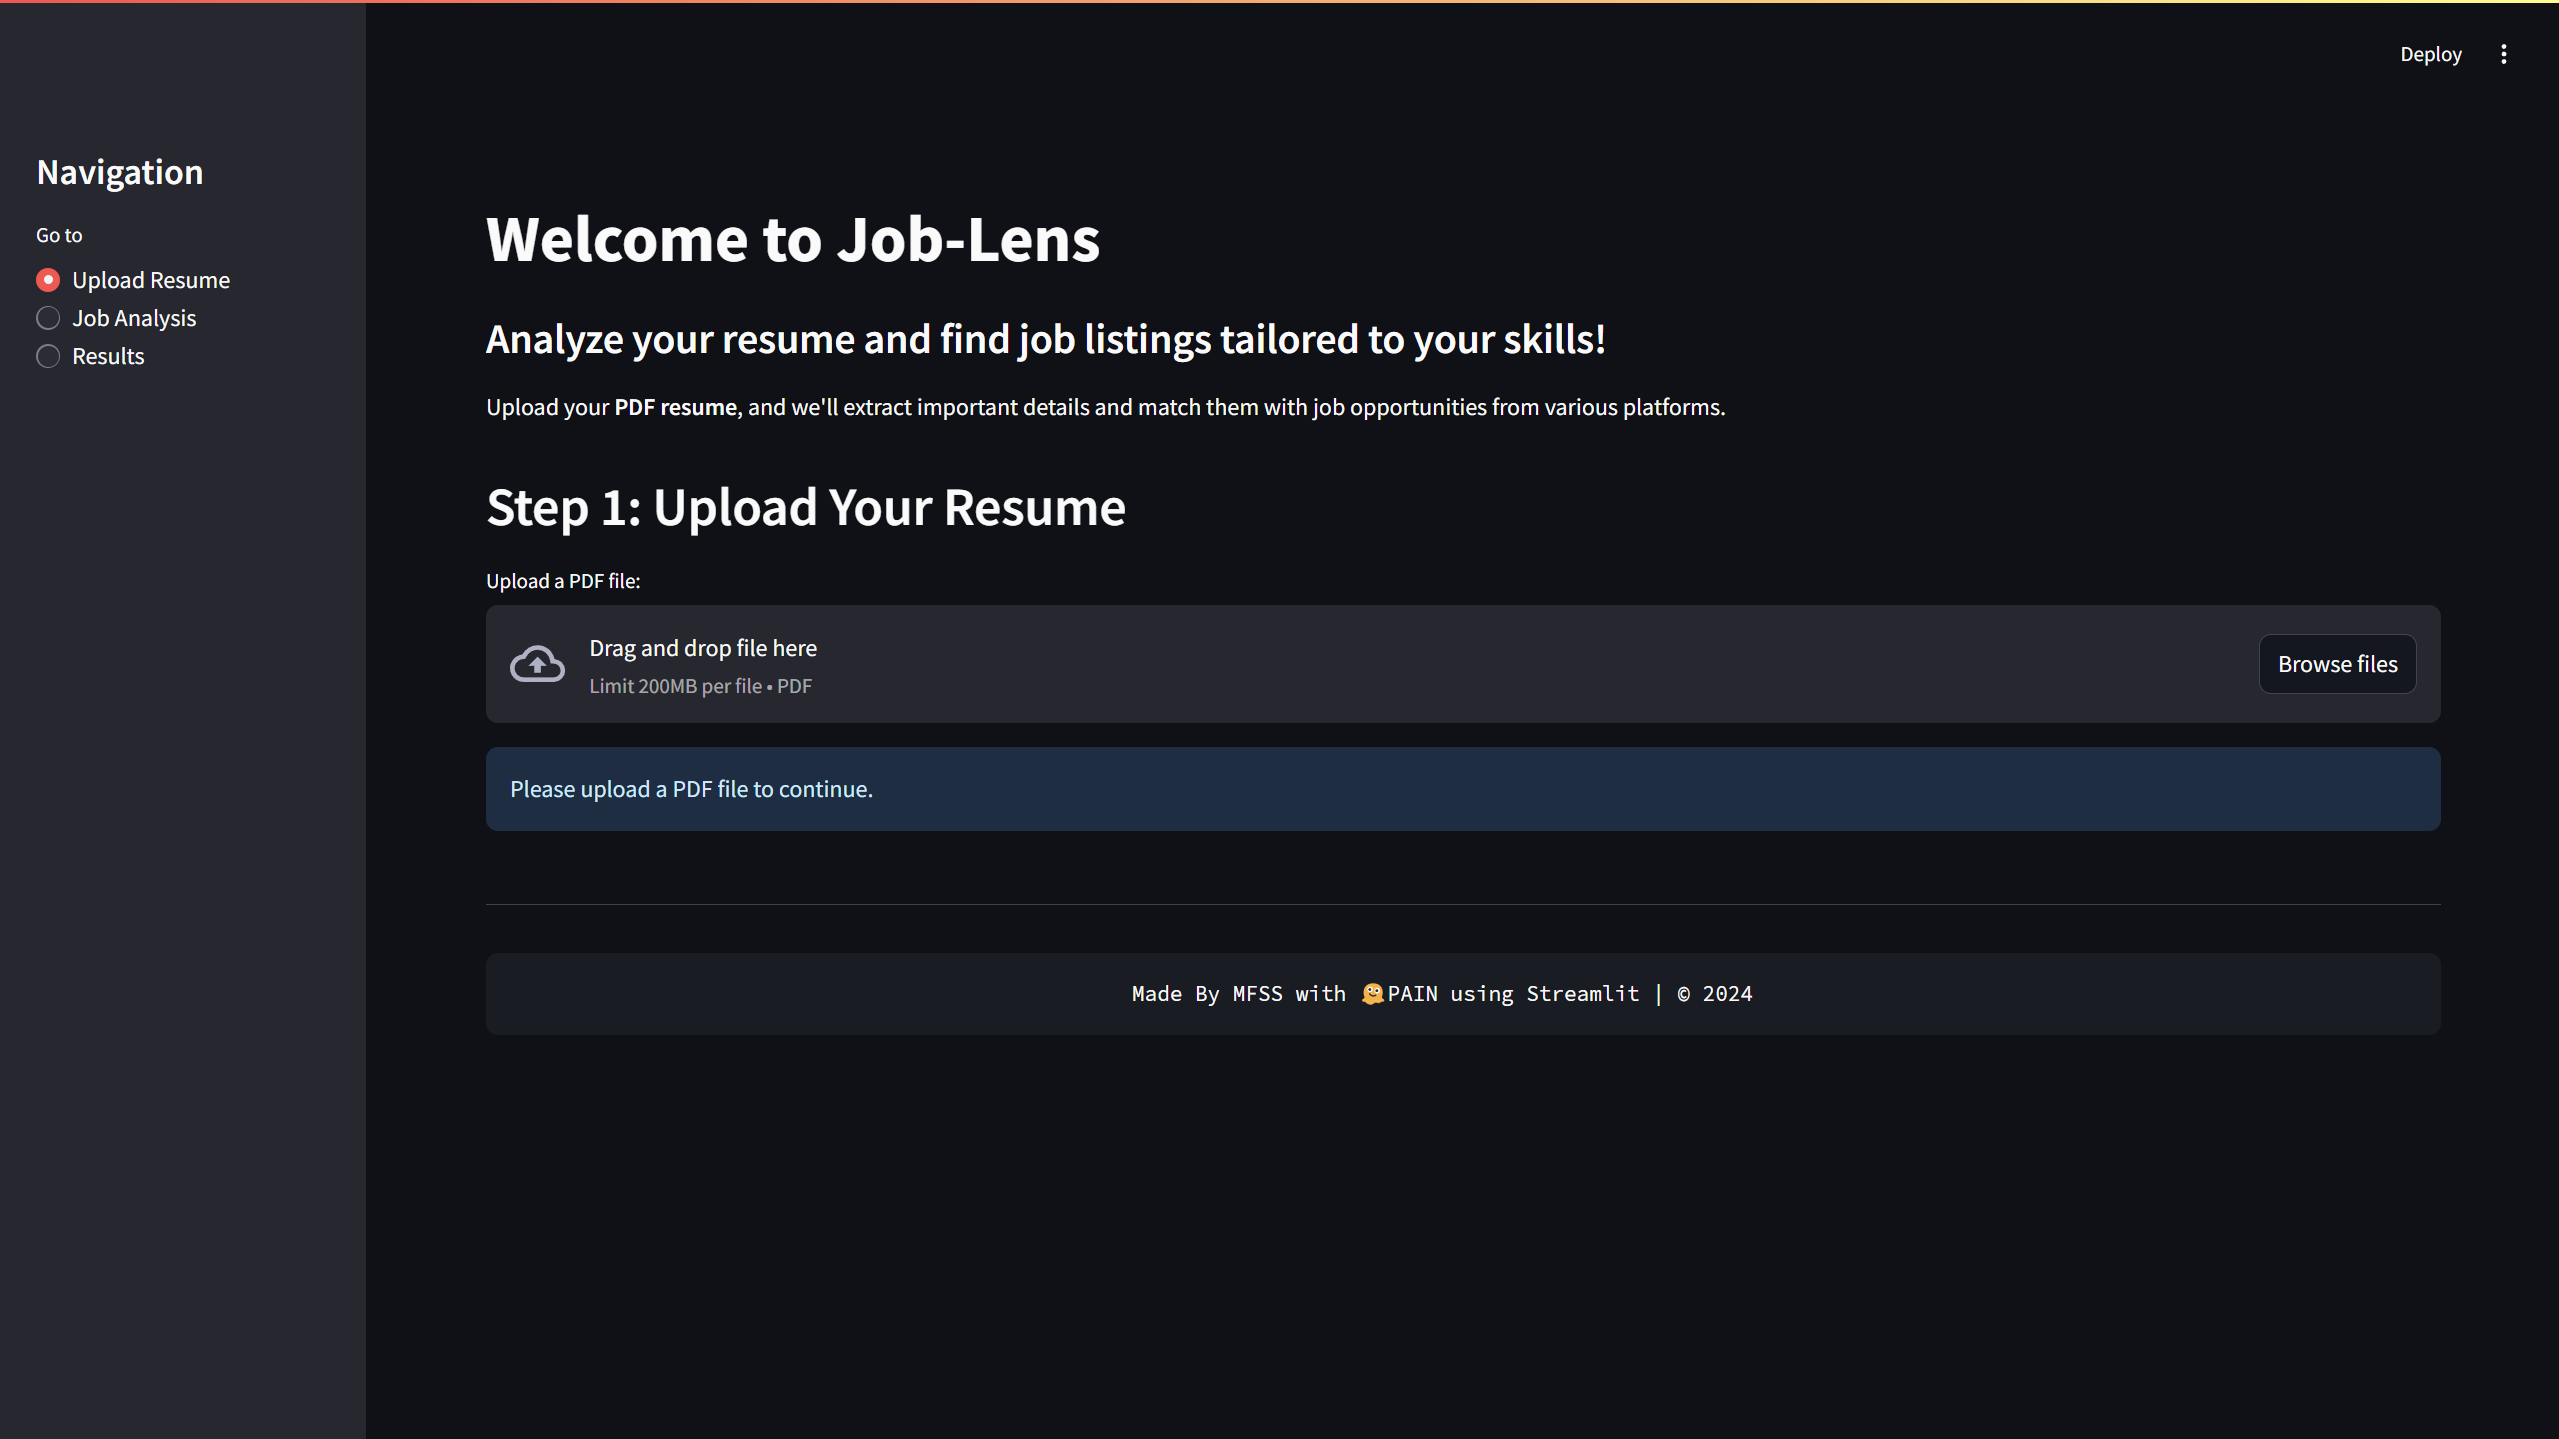 Deploy
Navigation
Go to
Upload Resume
Job Analysis
Results
Welcome to Job-Lens
Analyze your resume and find job listings tailored to your skills!
Upload your PDF resume, and we'll extract important details and match them with job opportunities from various platforms.
Step 1: Upload Your Resume
Upload a PDF file:
Drag and drop file here
Limit 200MB per file • PDF
Browse files
Please upload a PDF file to continue.
Made By MFSS with 🤗PAIN using Streamlit | © 2024